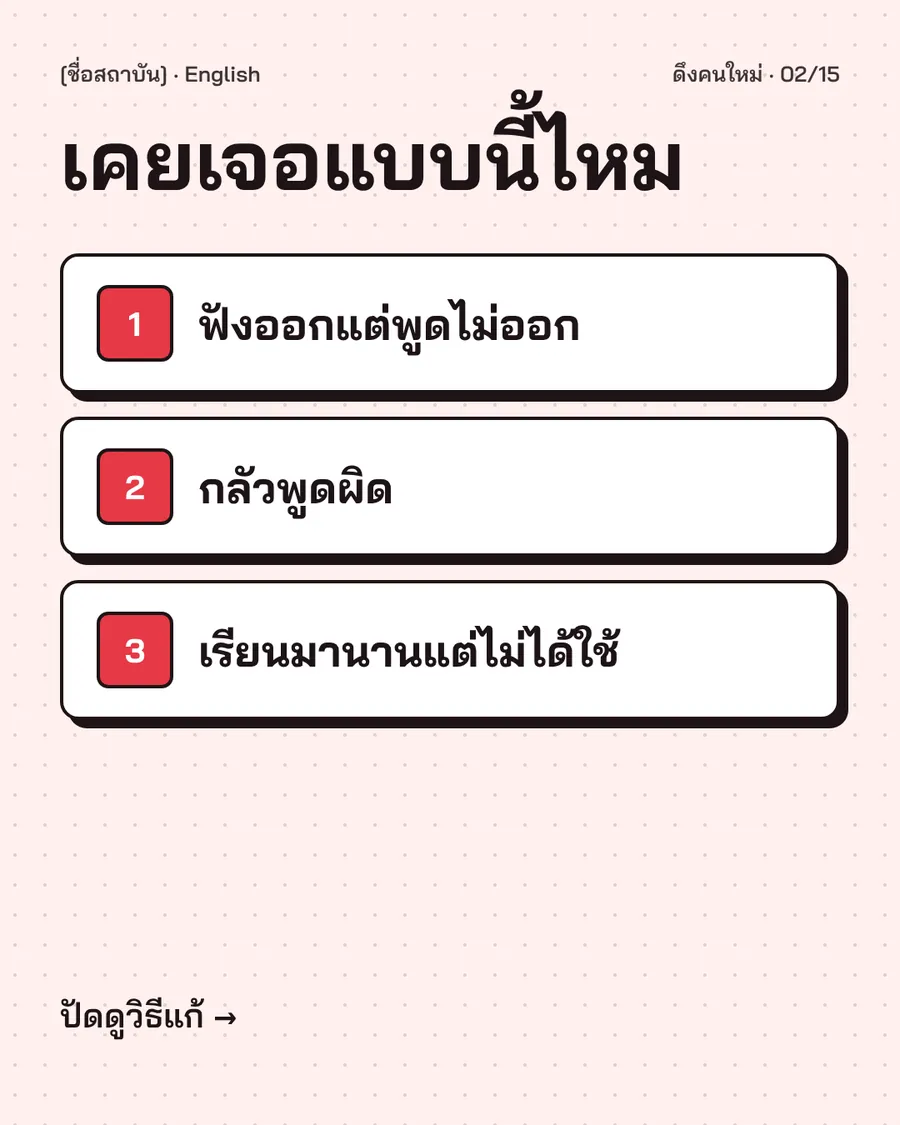 (ชื่อสถาบัน) · English
ดึงคนใหม่ · 02/15
เคยเจอแบบนี้ไหม
1 ฟังออกแต่พูดไม่ออก
2 กลัวพูดผิด
3 เรียนมานานแต่ไม่ได้ใช้
ปัดดูวิธีแก้ →